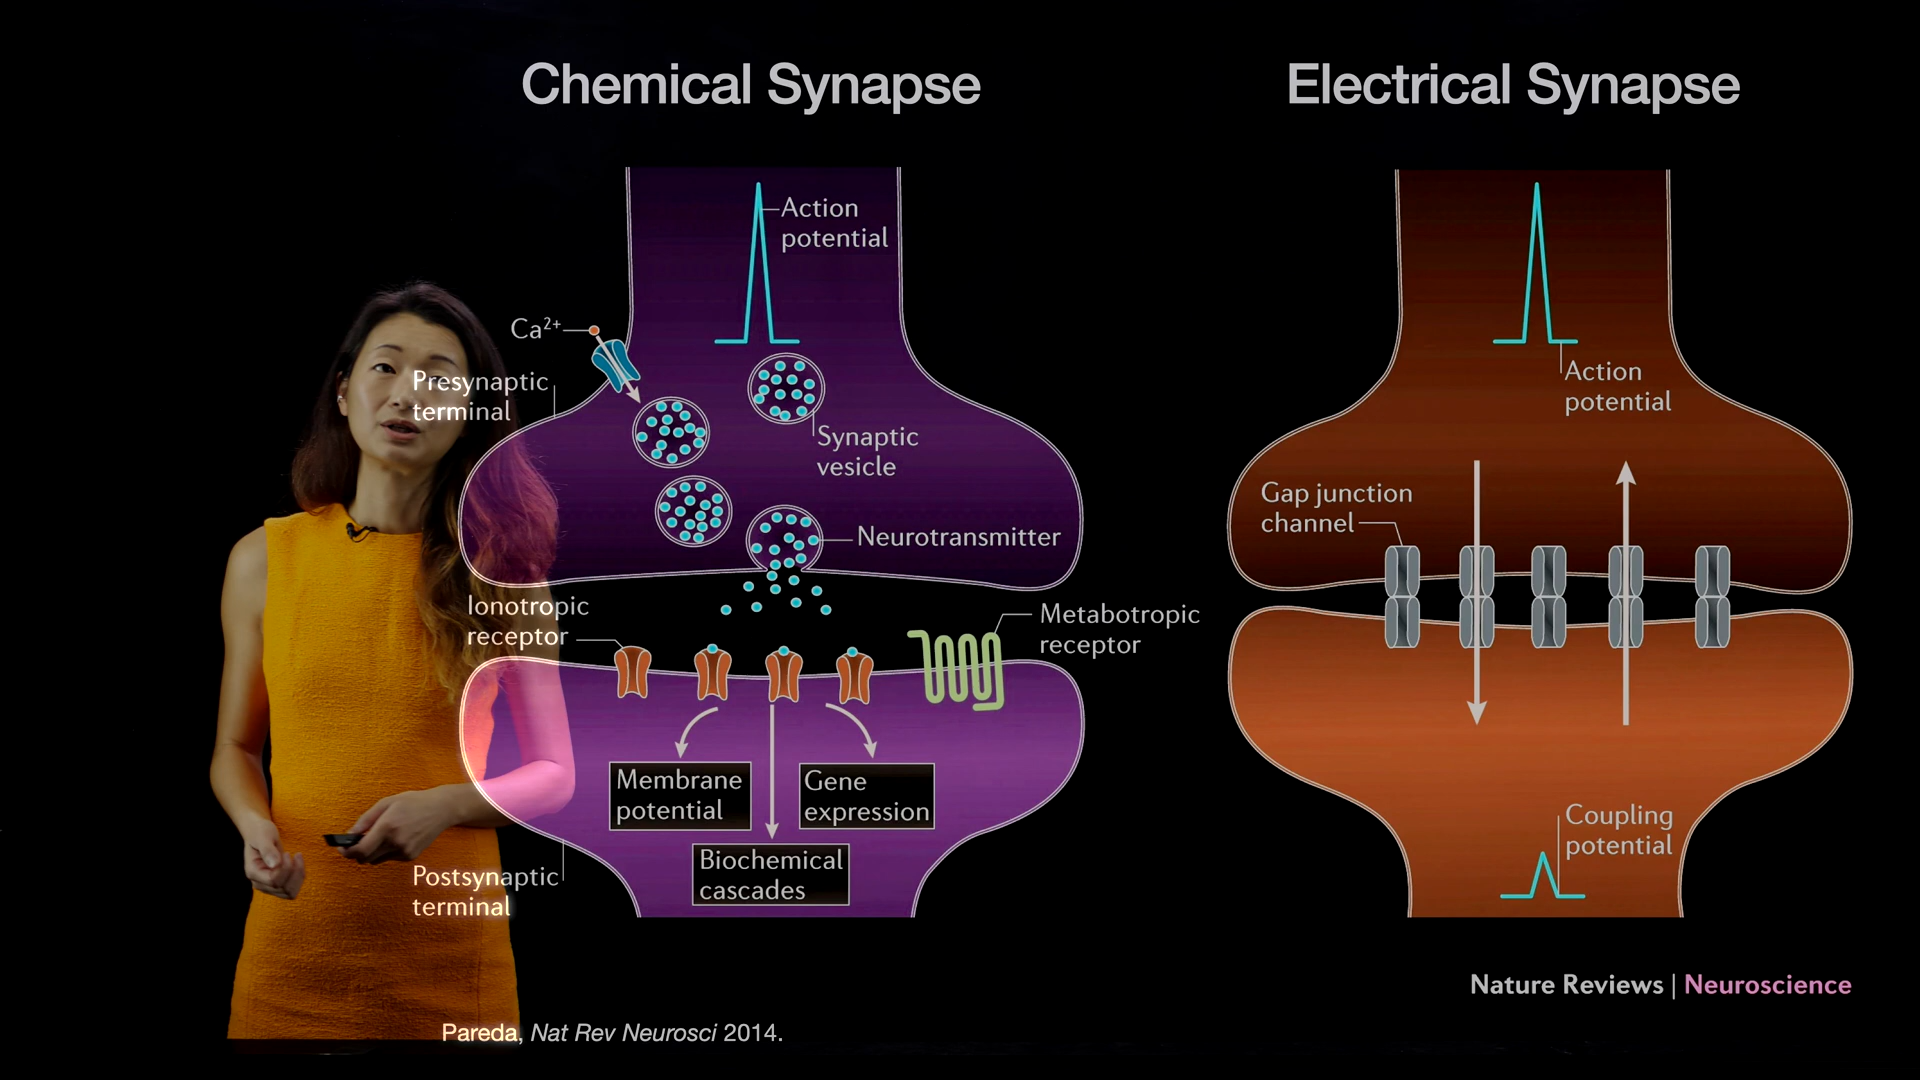 Chemical Synapse
Electrical Synapse
Action
potential
Ca²⁺
Presynaptic
terminal
Synaptic
vesicle
Neurotransmitter
Ionotropic
receptor
Metabotropic
receptor
Membrane
potential
Gene
expression
Biochemical
cascades
Postsynaptic
terminal
Action
potential
Gap junction
channel
Coupling
potential
Nature Reviews | Neuroscience
Pareda, Nat Rev Neurosci 2014.